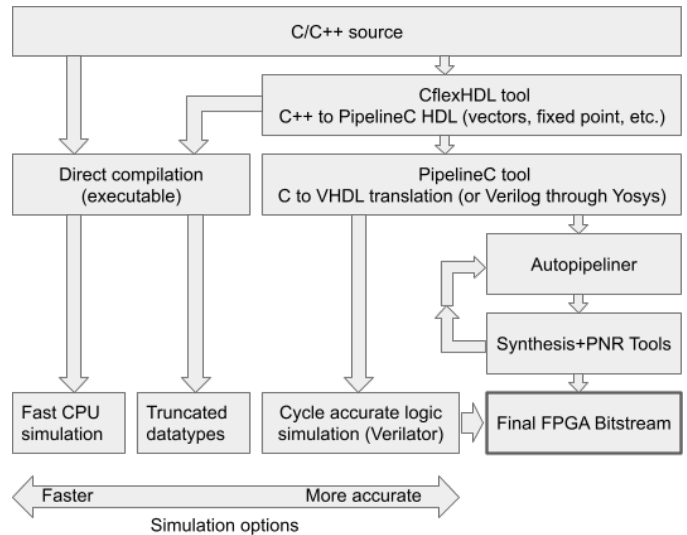 C/C++ source
CflexHDL tool
C++ to PipelineC HDL (vectors, fixed point, etc.)
Direct compilation
(executable)
PipelineC tool
C to VHDL translation (or Verilog through Yosys)
Autopipeliner
Synthesis+PNR Tools
Fast CPU
simulation
Truncated
datatypes
Cycle accurate logic
simulation (Verilator)
Final FPGA Bitstream
Faster
More accurate
Simulation options